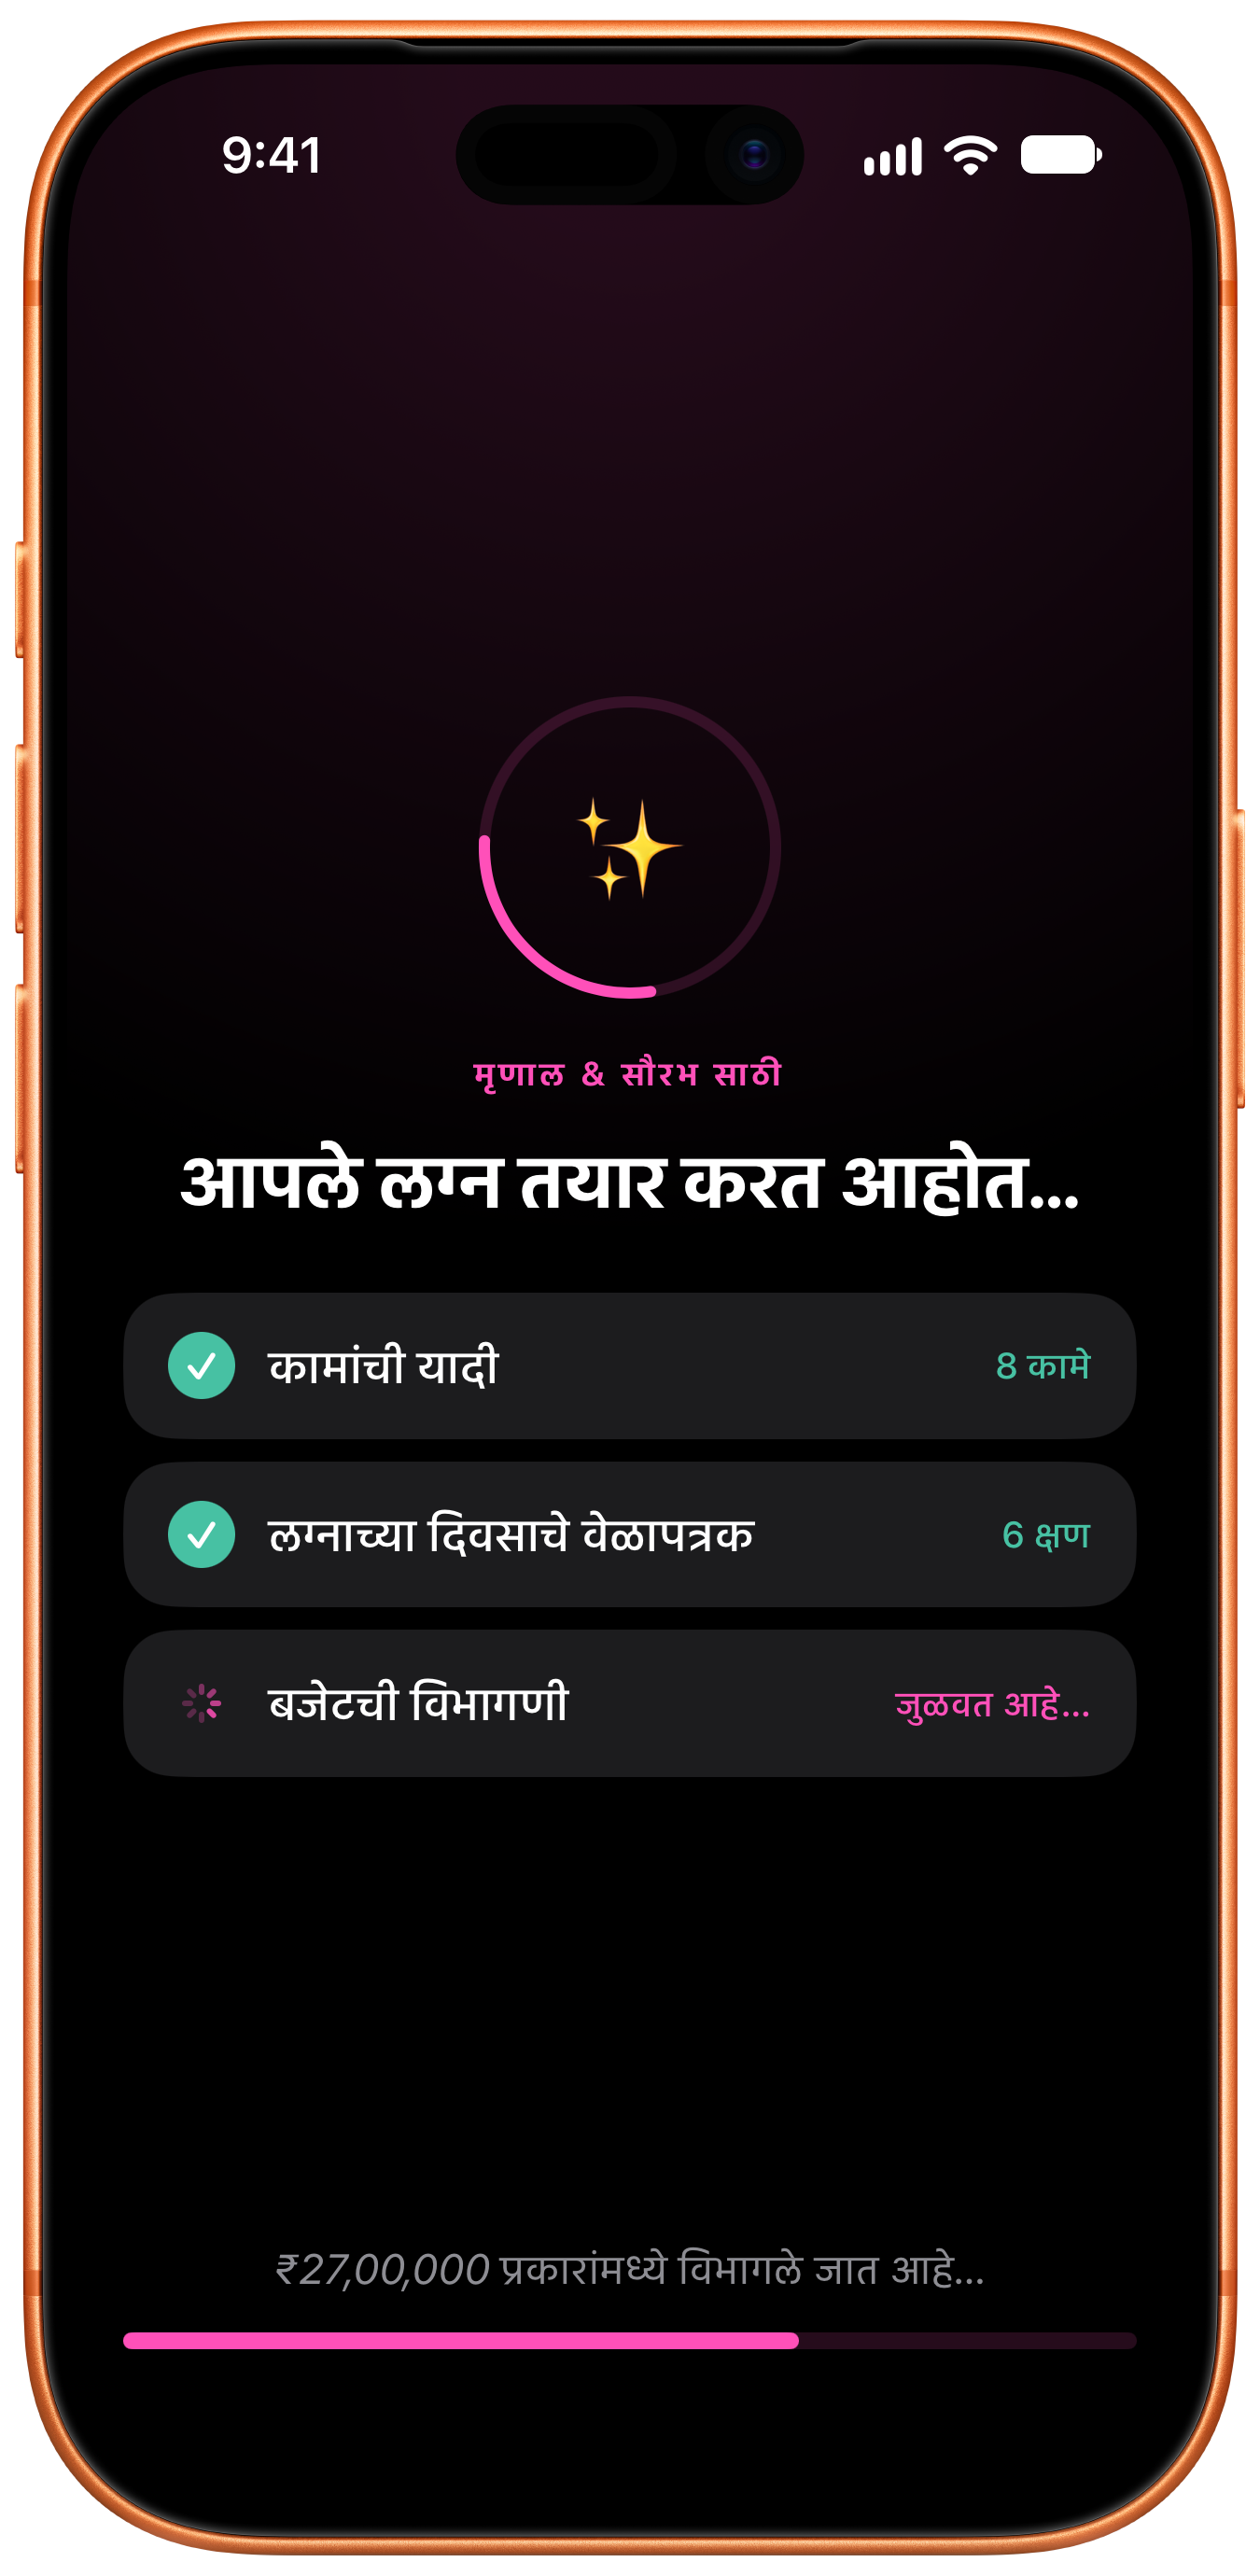 9:41
मृणाल & सौरभ साठी
आपले लग्न तयार करत आहोत...
कामांची यादी
8 कामे
लग्नाच्या दिवसाचे वेळापत्रक
6 क्षण
बजेटची विभागणी
जुळवत आहे...
₹27,00,000 प्रकारांमध्ये विभागले जात आहे...